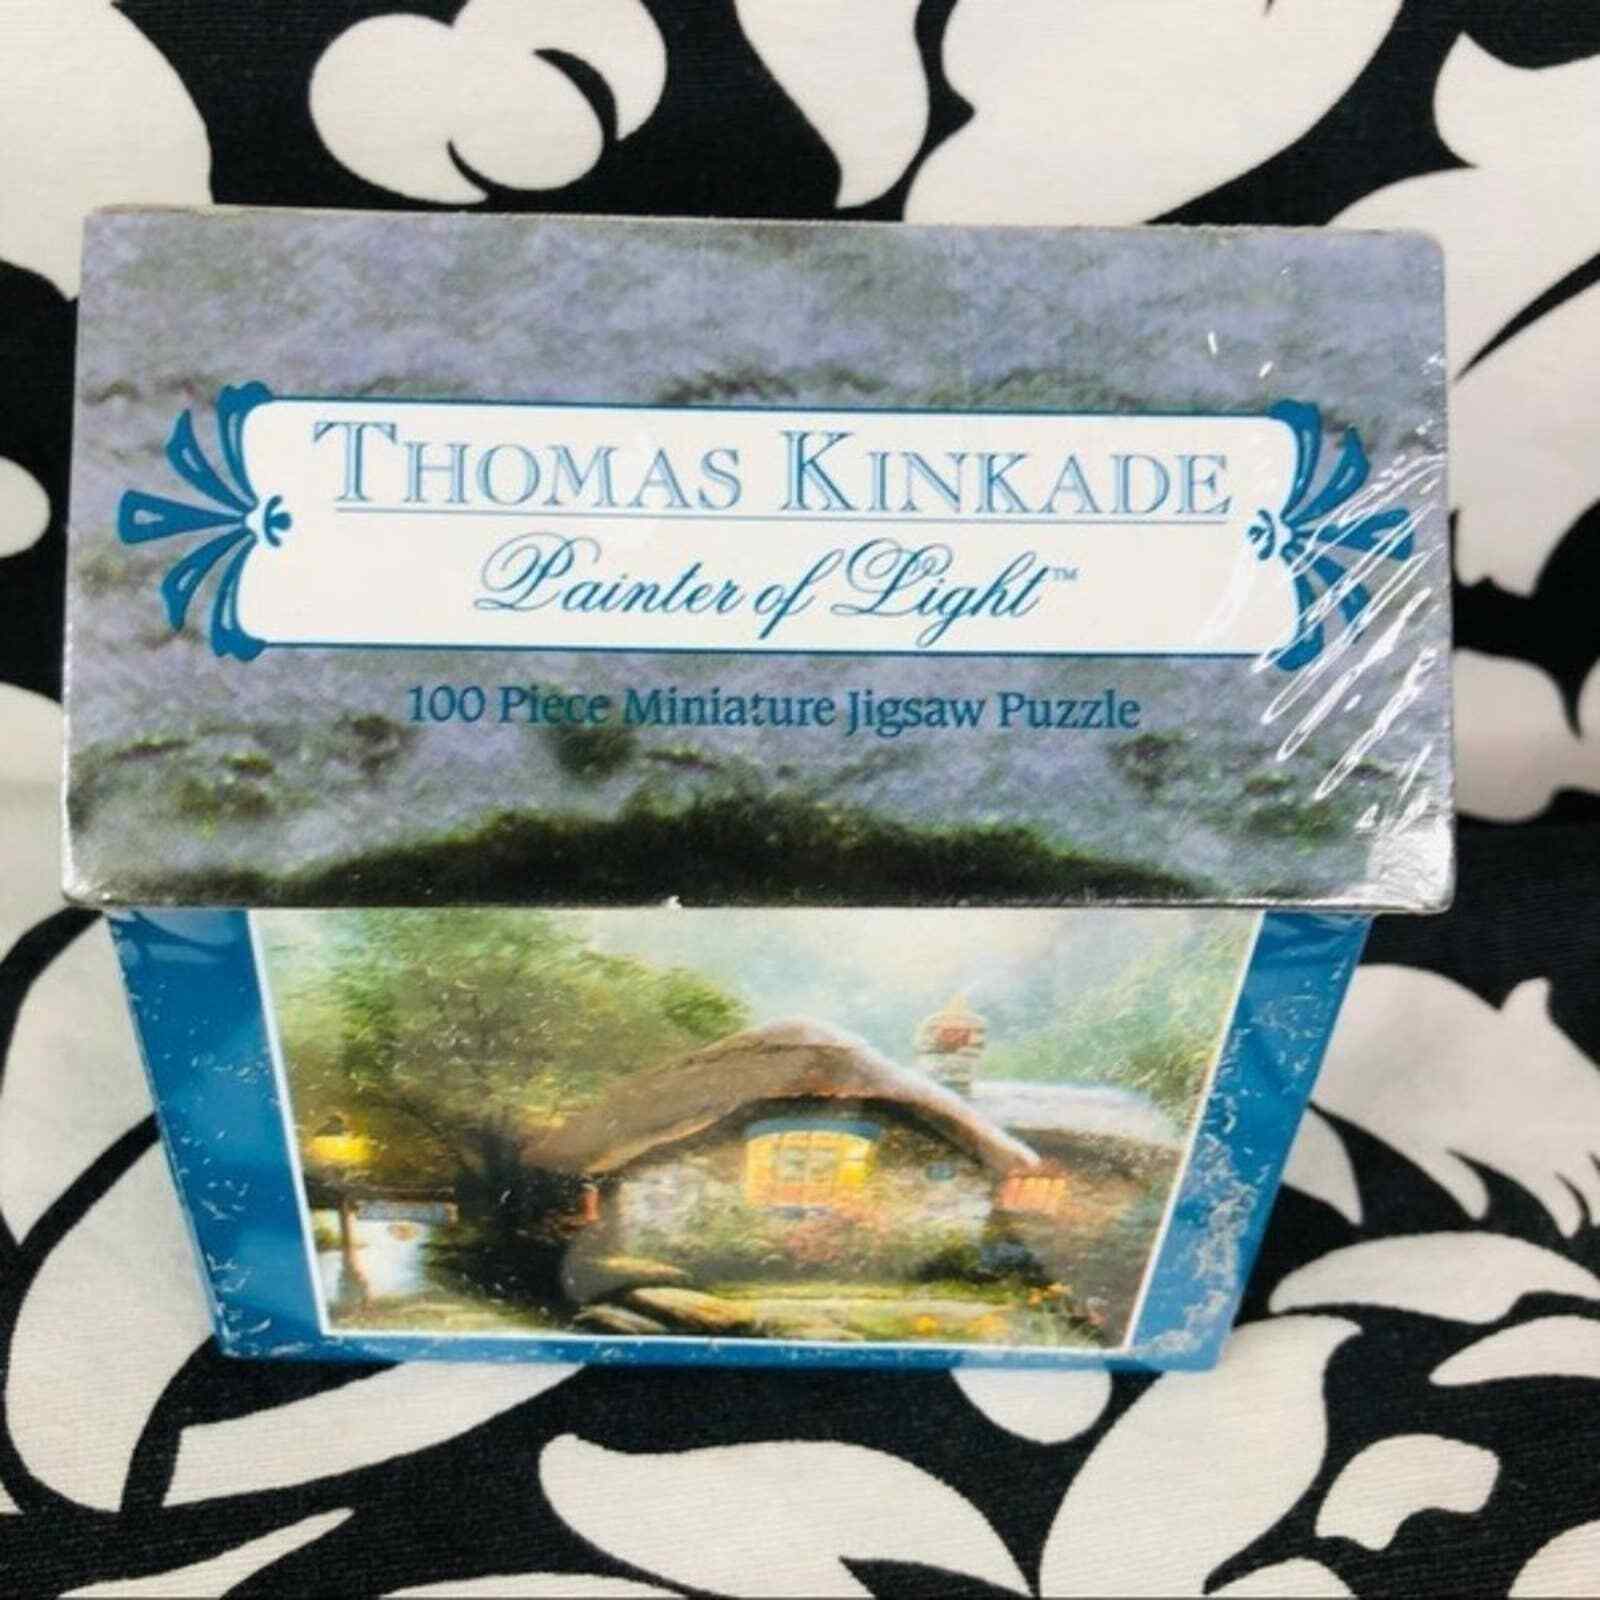 THOMAS KINKADE
Painter of Light™
100 Piece Miniature Jigsaw Puzzle